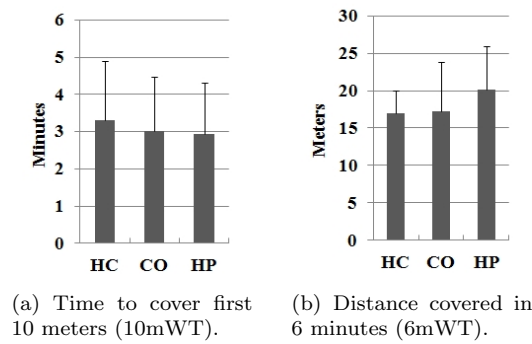 6
5
4
3
2
1
0
Minutes
HC CO HP
30
25
20
15
10
5
0
Meters
HC CO HP
(a) Time to cover first
10 meters (10mWT).
(b) Distance covered in
6 minutes (6mWT).